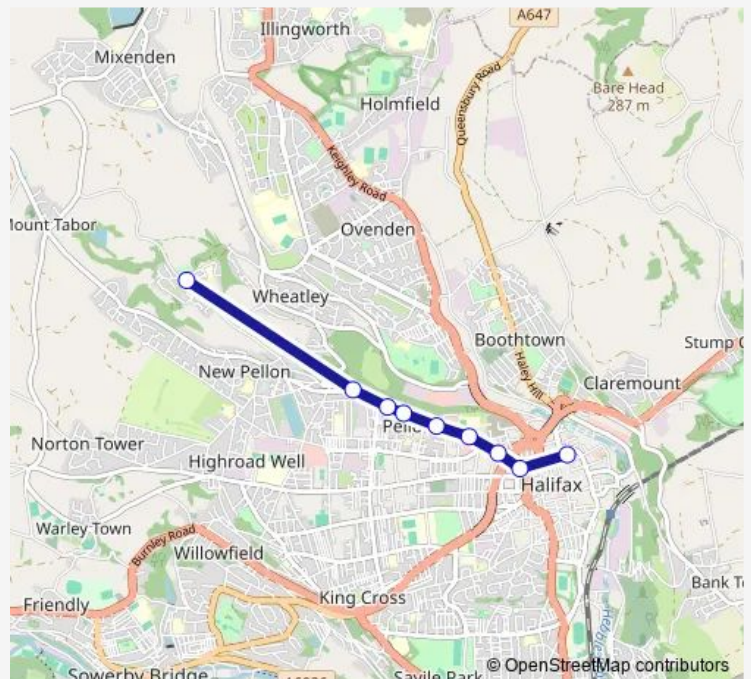 A647
Illingworth
Mixenden
Bare Head
287 m
Queensbury Road
Holmfield
Keighley Road
Mount Tabor
Ovenden
Wheatley
Boothtown
Stump
New Pellon
Haley Hill
Claremount
Norton Tower
Highroad Well
Halifax
Warley Town
Burnley Road
Willowfield
Bank
King Cross
Friendly
Sowerby Bridge
Savile Park
© OpenStreetMap contributors